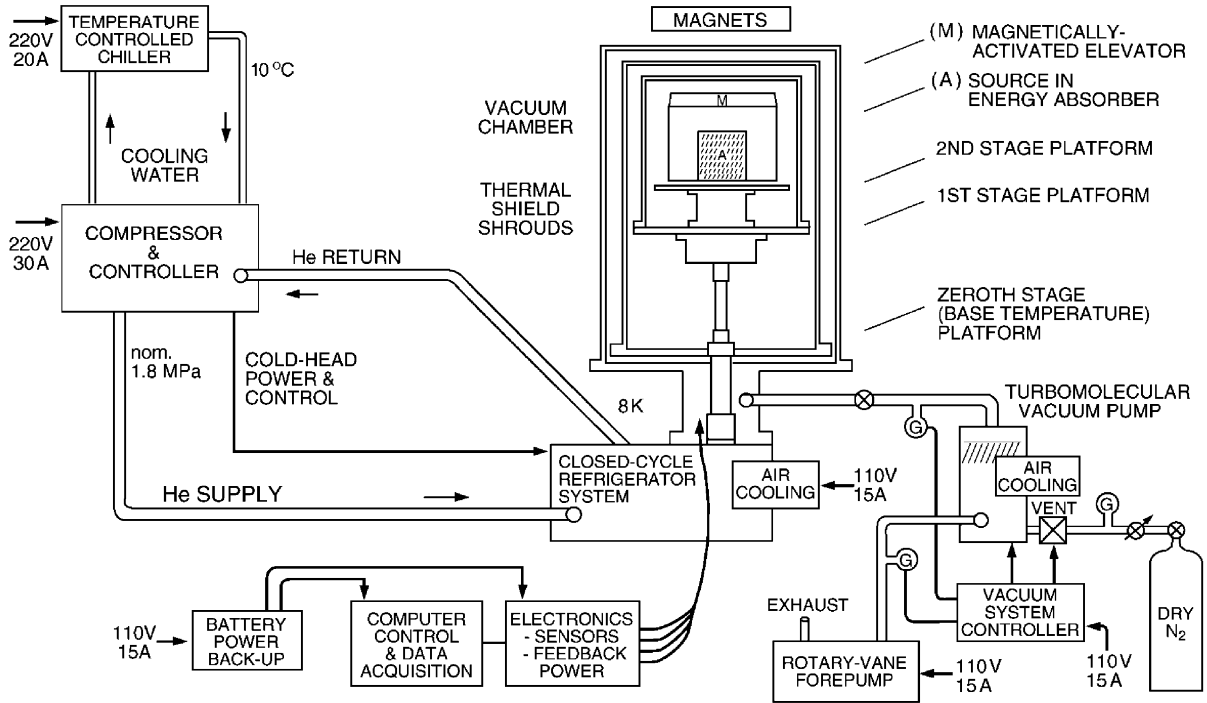 MAGNETS
TEMPERATURE
CONTROLLED
CHILLER
220V
20A
10°C
COOLING
WATER
220V
30A
COMPRESSOR
&
CONTROLLER
He RETURN
nom.
1.8 MPa
COLD-HEAD
POWER &
CONTROL
He SUPPLY
VACUUM
CHAMBER
THERMAL
SHIELD
SHROUDS
M
A
(M) MAGNETICALLY-
ACTIVATED ELEVATOR
(A) SOURCE IN
ENERGY ABSORBER
2ND STAGE PLATFORM
1ST STAGE PLATFORM
ZEROTH STAGE
(BASE TEMPERATURE)
PLATFORM
8K
CLOSED-CYCLE
REFRIGERATOR
SYSTEM
AIR
COOLING
110V
15A
TURBOMOLECULAR
VACUUM PUMP
G
AIR
COOLING
VENT
G
G
VACUUM
SYSTEM
CONTROLLER
110V
15A
DRY
N2
EXHAUST
ROTARY-VANE
FOREPUMP
110V
15A
110V
15A
BATTERY
POWER
BACK-UP
COMPUTER
CONTROL
& DATA
ACQUISITION
ELECTRONICS
- SENSORS
- FEEDBACK
POWER